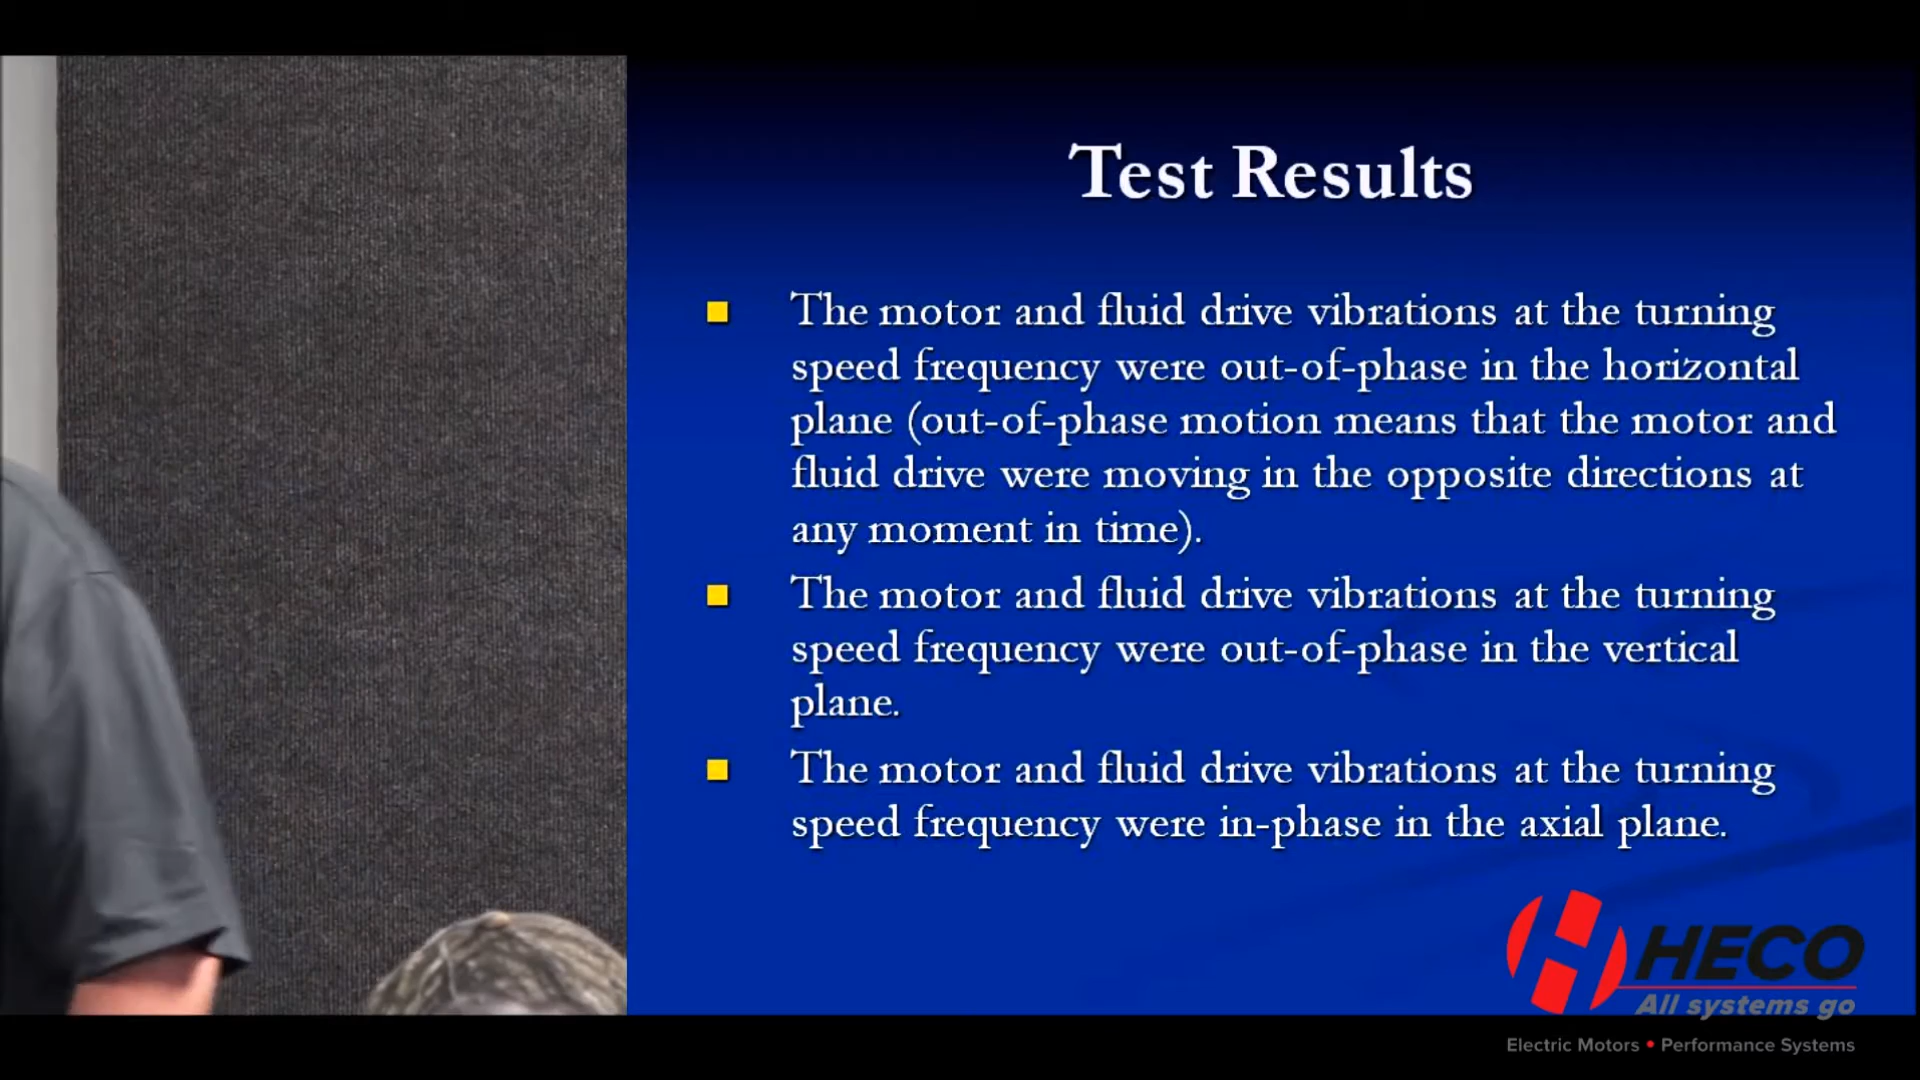 Test Results
The motor and fluid drive vibrations at the turning
speed frequency were out-of-phase in the horizontal
plane (out-of-phase motion means that the motor and
fluid drive were moving in the opposite directions at
any moment in time).
The motor and fluid drive vibrations at the turning
speed frequency were out-of-phase in the vertical
plane.
The motor and fluid drive vibrations at the turning
speed frequency were in-phase in the axial plane.
HECO
All systems go
Electric Motors • Performance Systems